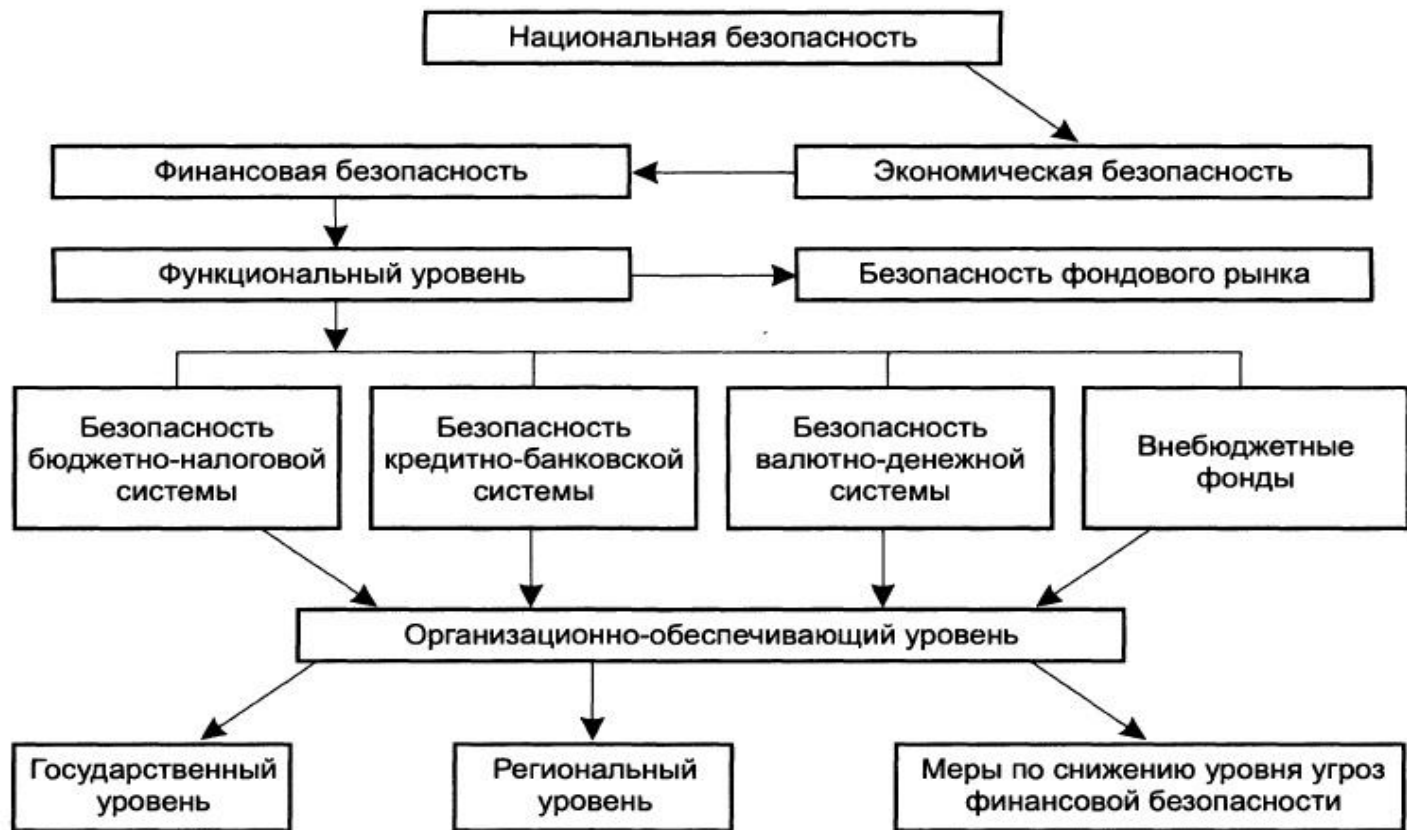 Национальная безопасность
Финансовая безопасность
Экономическая безопасность
Функциональный уровень
Безопасность фондового рынка
Безопасность
бюджетно-налоговой
системы
Безопасность
кредитно-банковской
системы
Безопасность
валютно-денежной
системы
Внебюджетные
фонды
Организационно-обеспечивающий уровень
Государственный
уровень
Региональный
уровень
Меры по снижению уровня угроз
финансовой безопасности